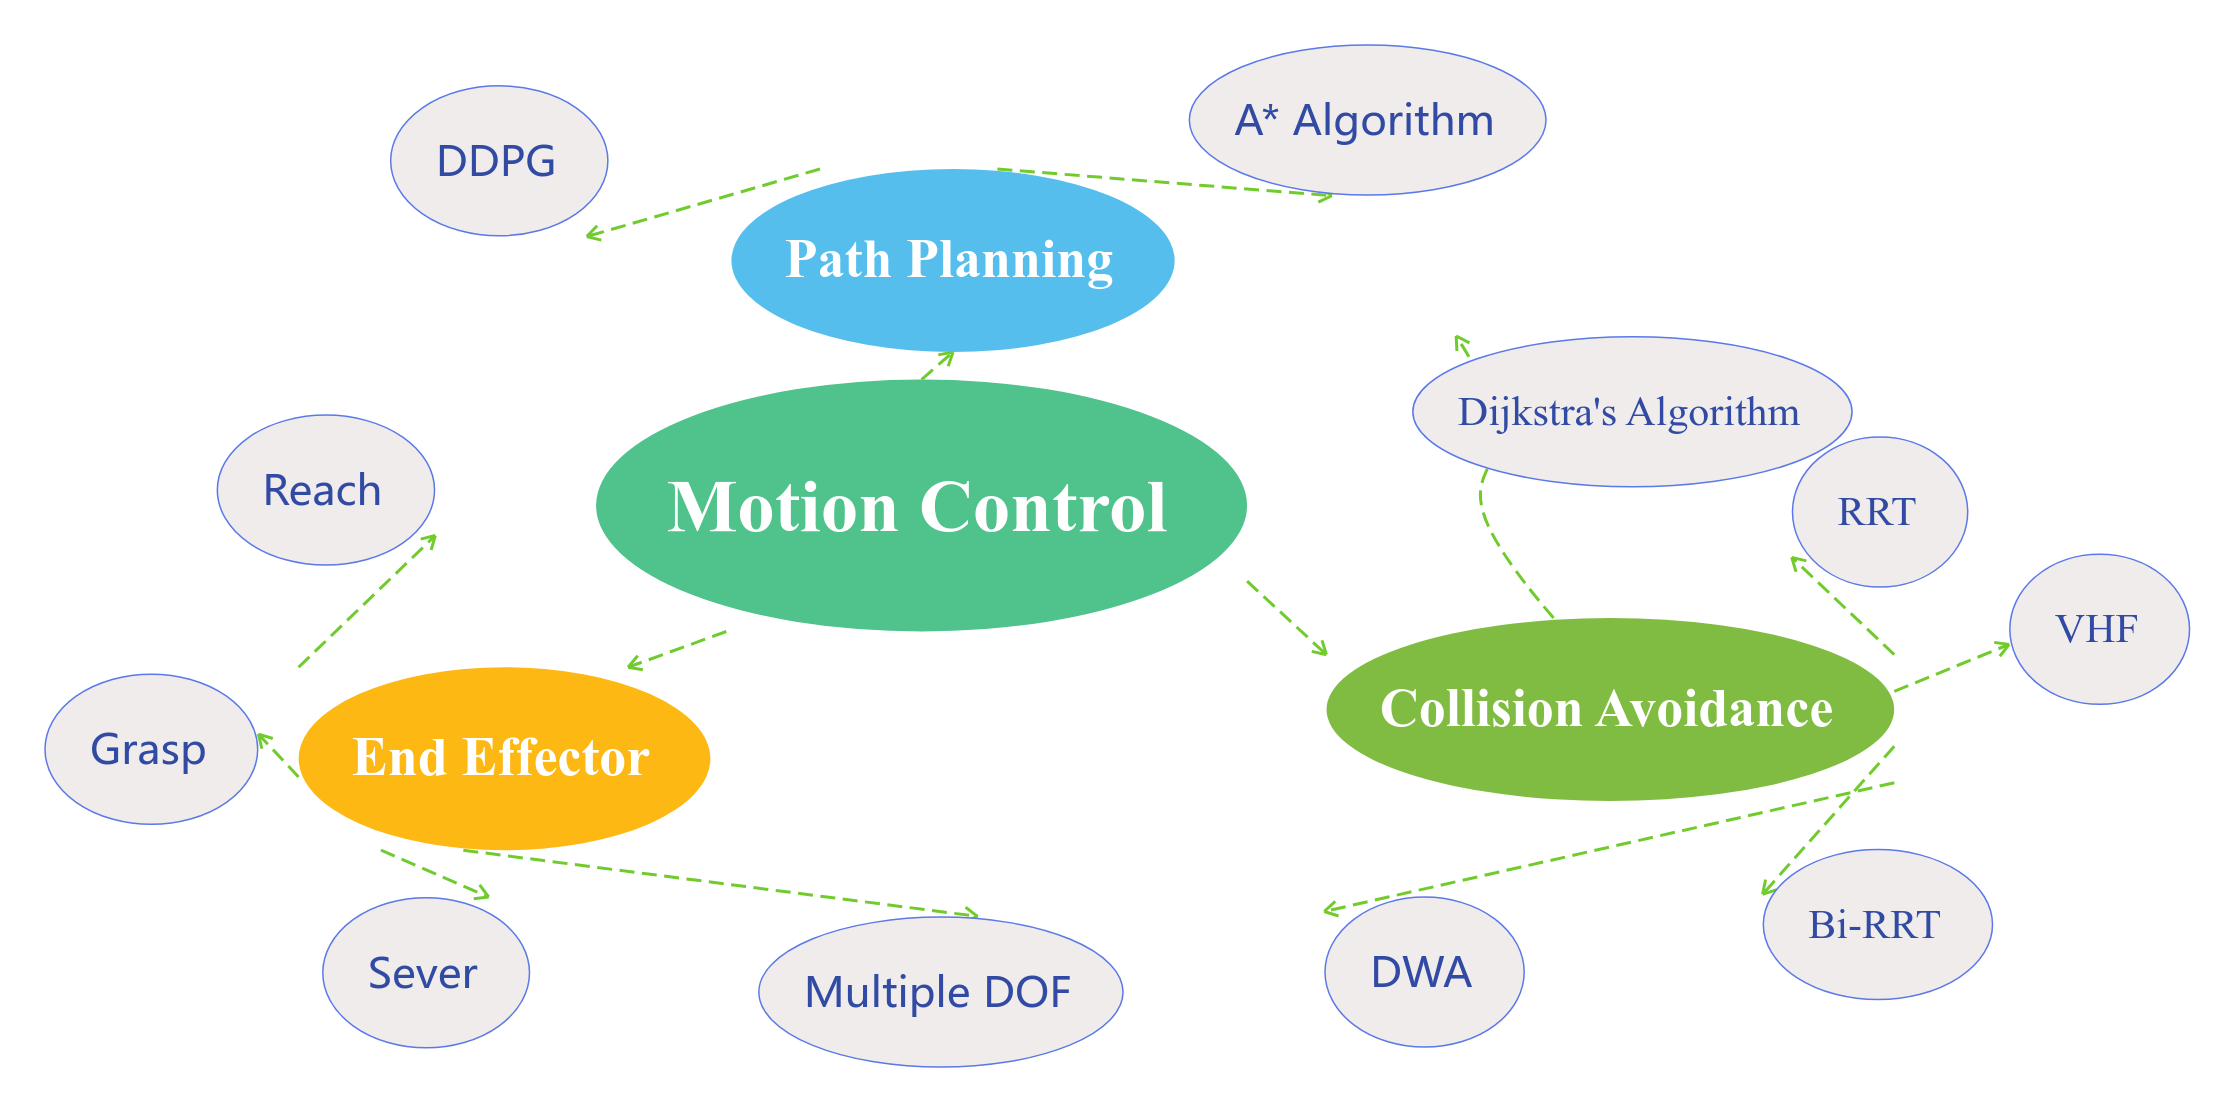 A* Algorithm
DDPG
Path Planning
Dijkstra's Algorithm
Reach
Motion Control
RRT
VHF
Collision Avoidance
Grasp
End Effector
Bi-RRT
Sever
Multiple DOF
DWA